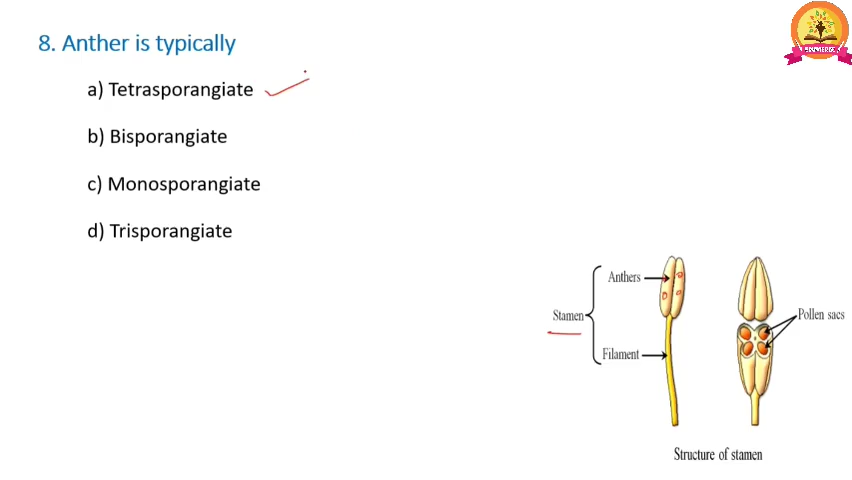 8. Anther is typically
a) Tetrasporangiate
b) Bisporangiate
c) Monosporangiate
d) Trisporangiate
Anthers
Stamen
Filament
Pollen sacs
Structure of stamen